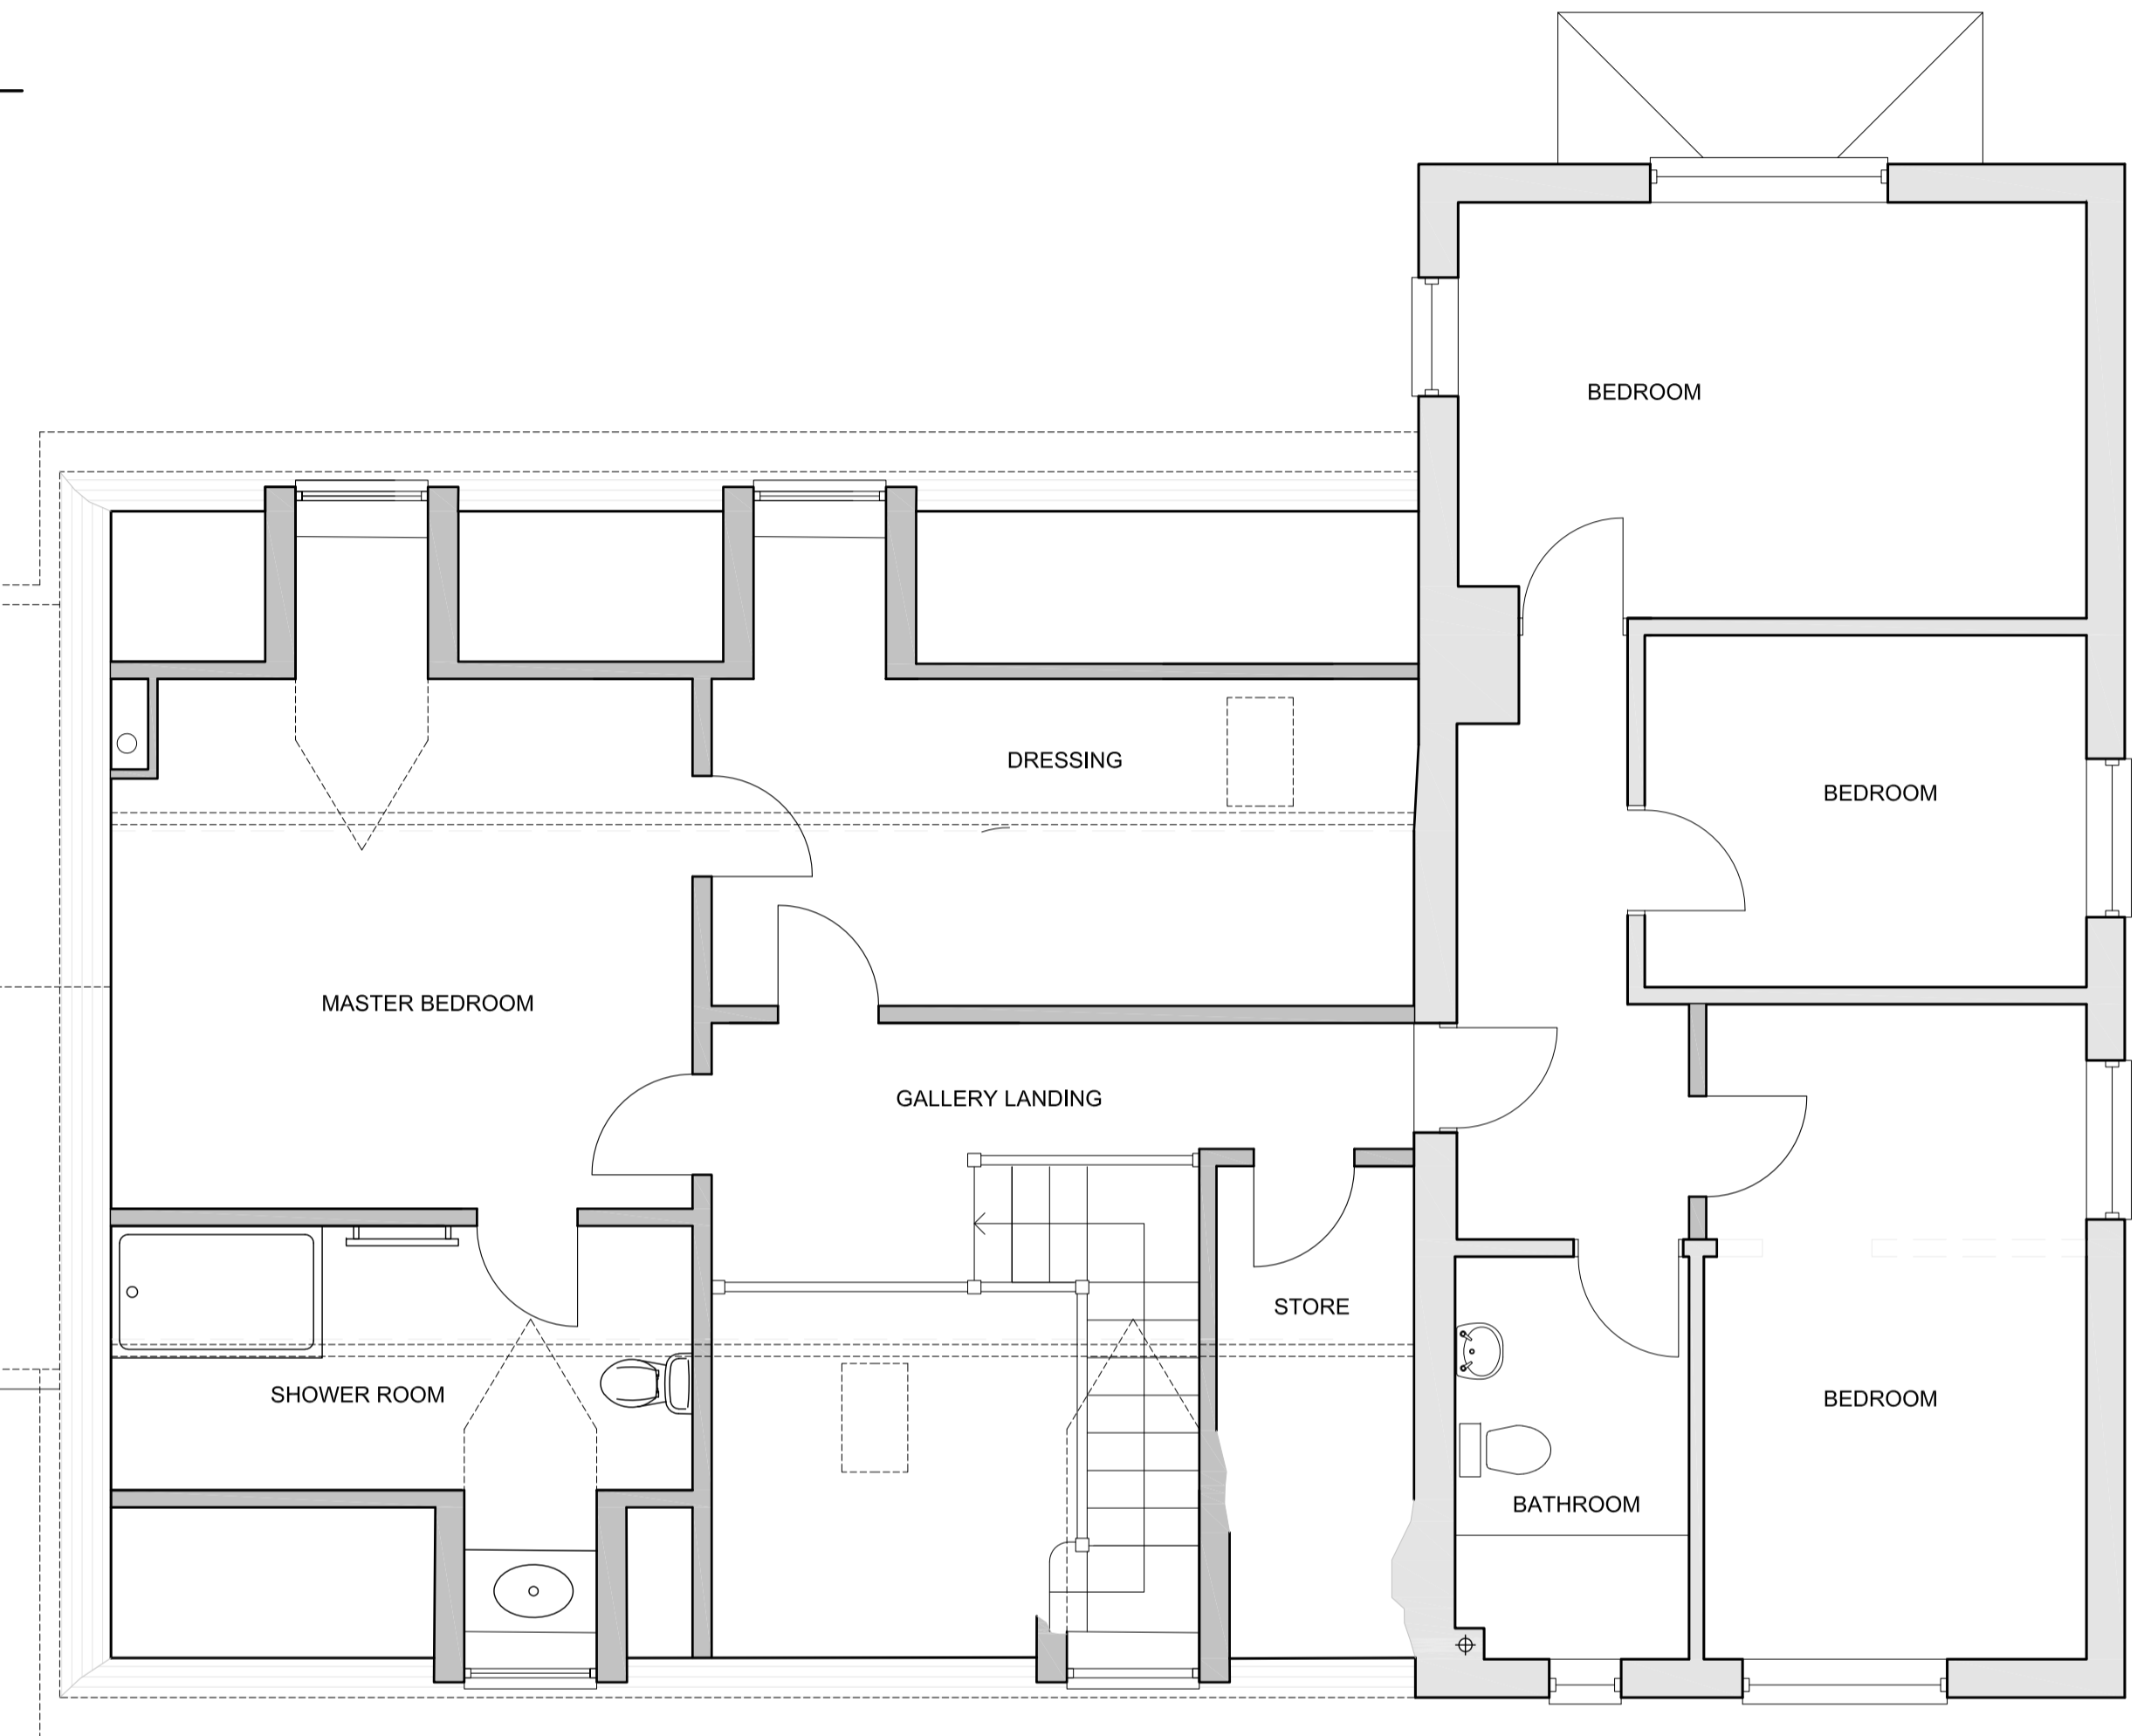 BEDROOM
DRESSING
BEDROOM
MASTER BEDROOM
GALLERY LANDING
STORE
SHOWER ROOM
BEDROOM
BATHROOM